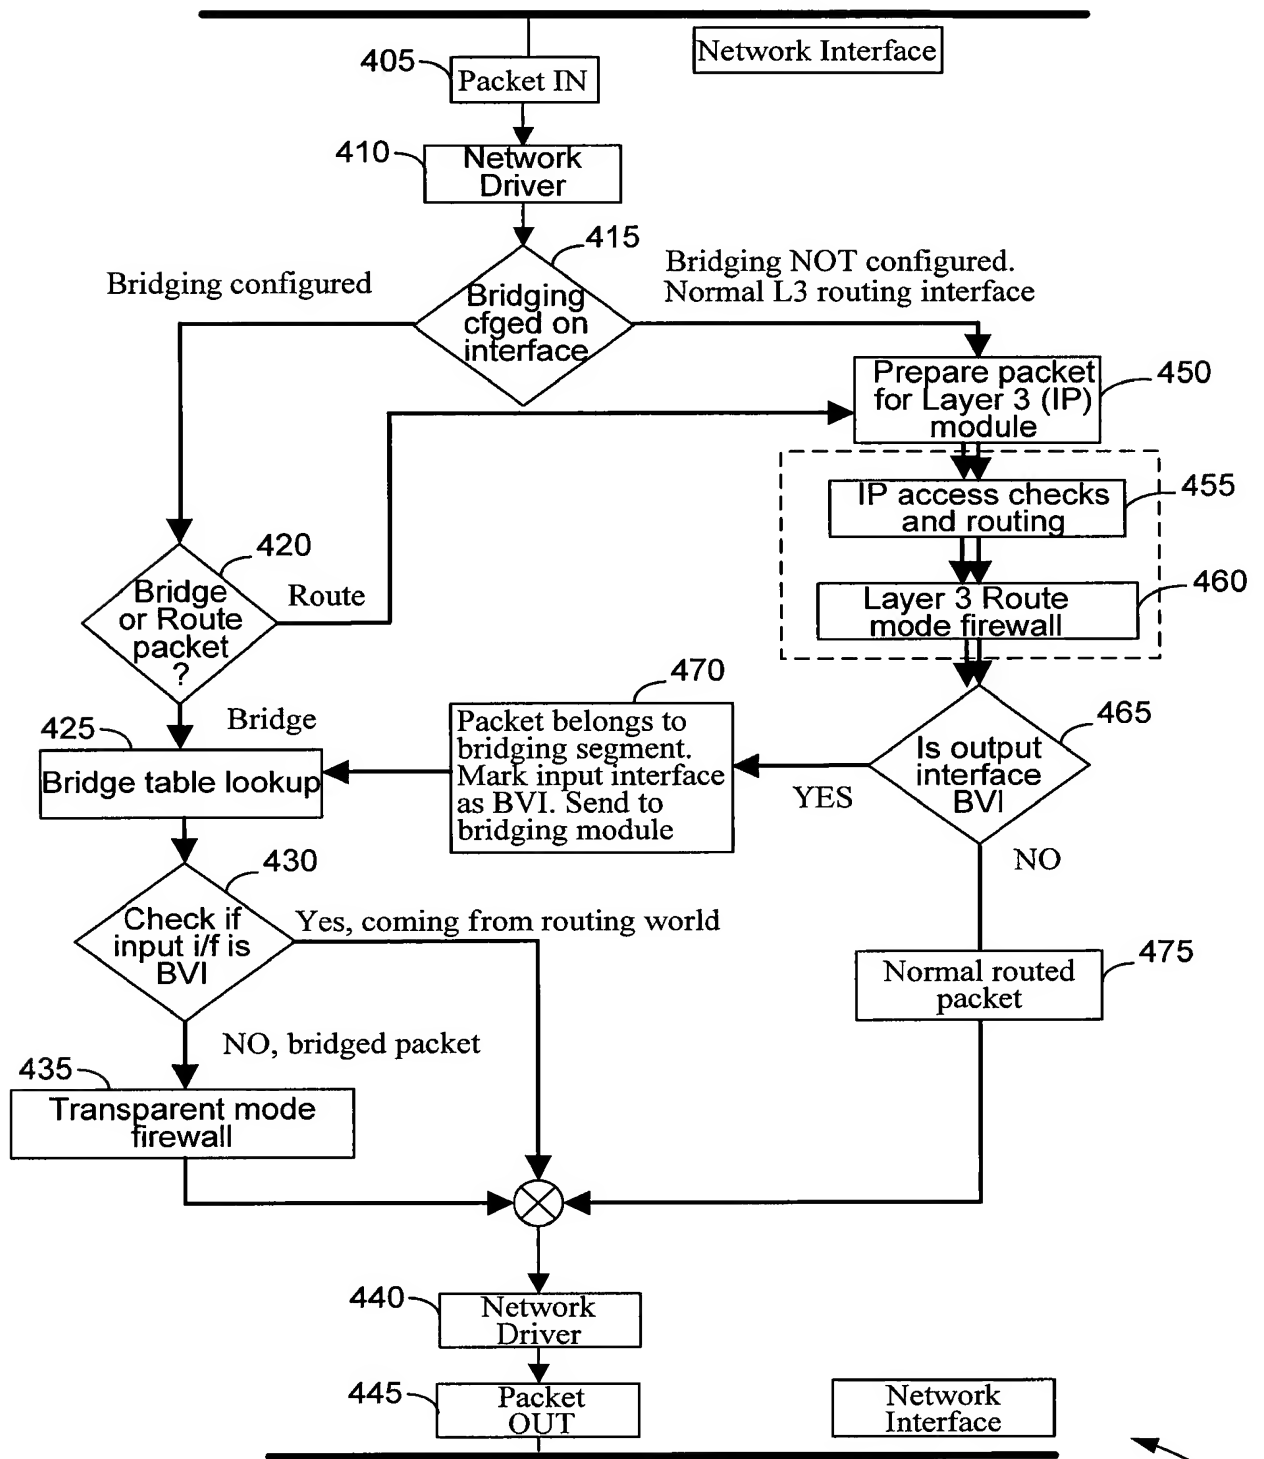 Network Interface
405
Packet IN
410
Network
Driver
415
Bridging configured
Bridging NOT configured.
Normal L3 routing interface
Bridging
cfged on
interface
Prepare packet
for Layer 3 (IP)
module
450
IP access checks
and routing
455
420
Bridge
or Route
packet
?
Route
Layer 3 Route
mode firewall
460
470
425
Bridge
Packet belongs to
bridging segment.
Mark input interface
as BVI. Send to
bridging module
465
Is output
interface
BVI
YES
NO
Bridge table lookup
430
Check if
input i/f is
BVI
Yes, coming from routing world
475
Normal routed
packet
NO, bridged packet
435
Transparent mode
firewall
440
Network
Driver
445
Packet
OUT
Network
Interface